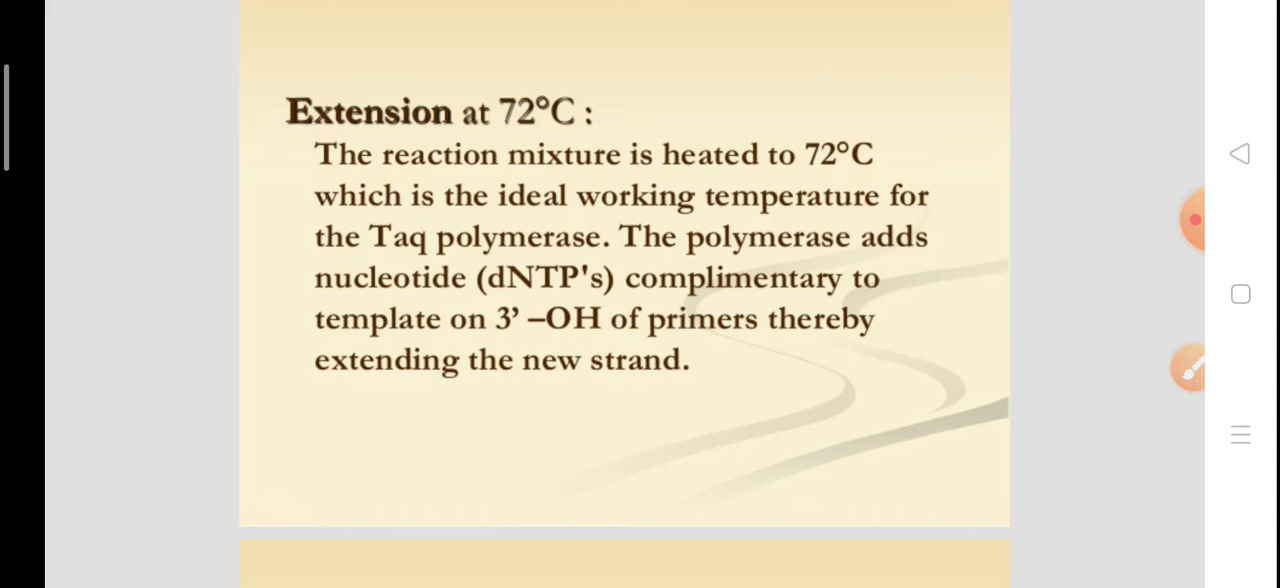 Extension at 72°C :
The reaction mixture is heated to 72°C
which is the ideal working temperature for
the Taq polymerase. The polymerase adds
nucleotide (dNTP's) complimentary to
template on 3’ –OH of primers thereby
extending the new strand.